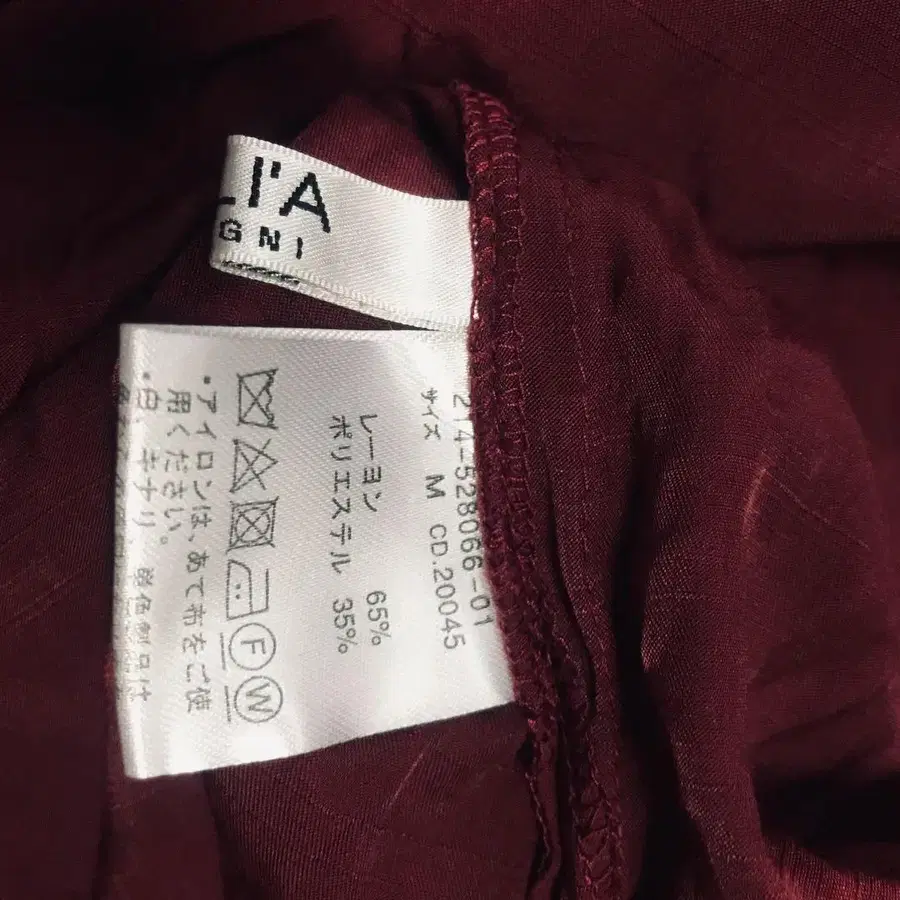 LI'A
GNI
214-528066-01
サイズ M CD.20045
レーヨン 65%
ポリエステル 35%
F W
・アイロンは、あて布をご使
用ください。
・白、キナリ、